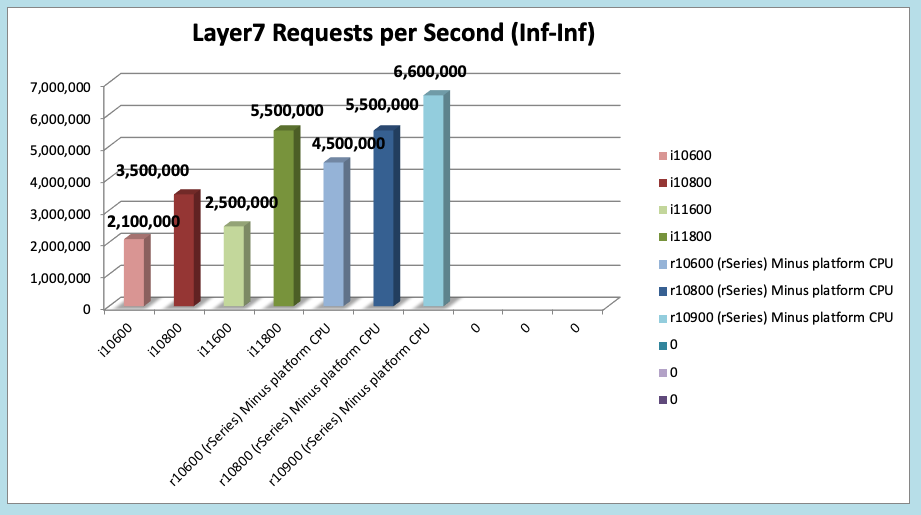 Layer7 Requests per Second (Inf-Inf)
7,000,000
6,000,000
5,000,000
4,000,000
3,000,000
2,000,000
1,000,000
0
2,100,000
3,500,000
2,500,000
5,500,000
4,500,000
5,500,000
6,600,000
i10600
i10800
i11600
i11800
r10600 (rSeries) Minus platform CPU
r10800 (rSeries) Minus platform CPU
r10900 (rSeries) Minus platform CPU
0
0
0
i10600
i10800
i11600
i11800
r10600 (rSeries) Minus platform CPU
r10800 (rSeries) Minus platform CPU
r10900 (rSeries) Minus platform CPU
0
0
0